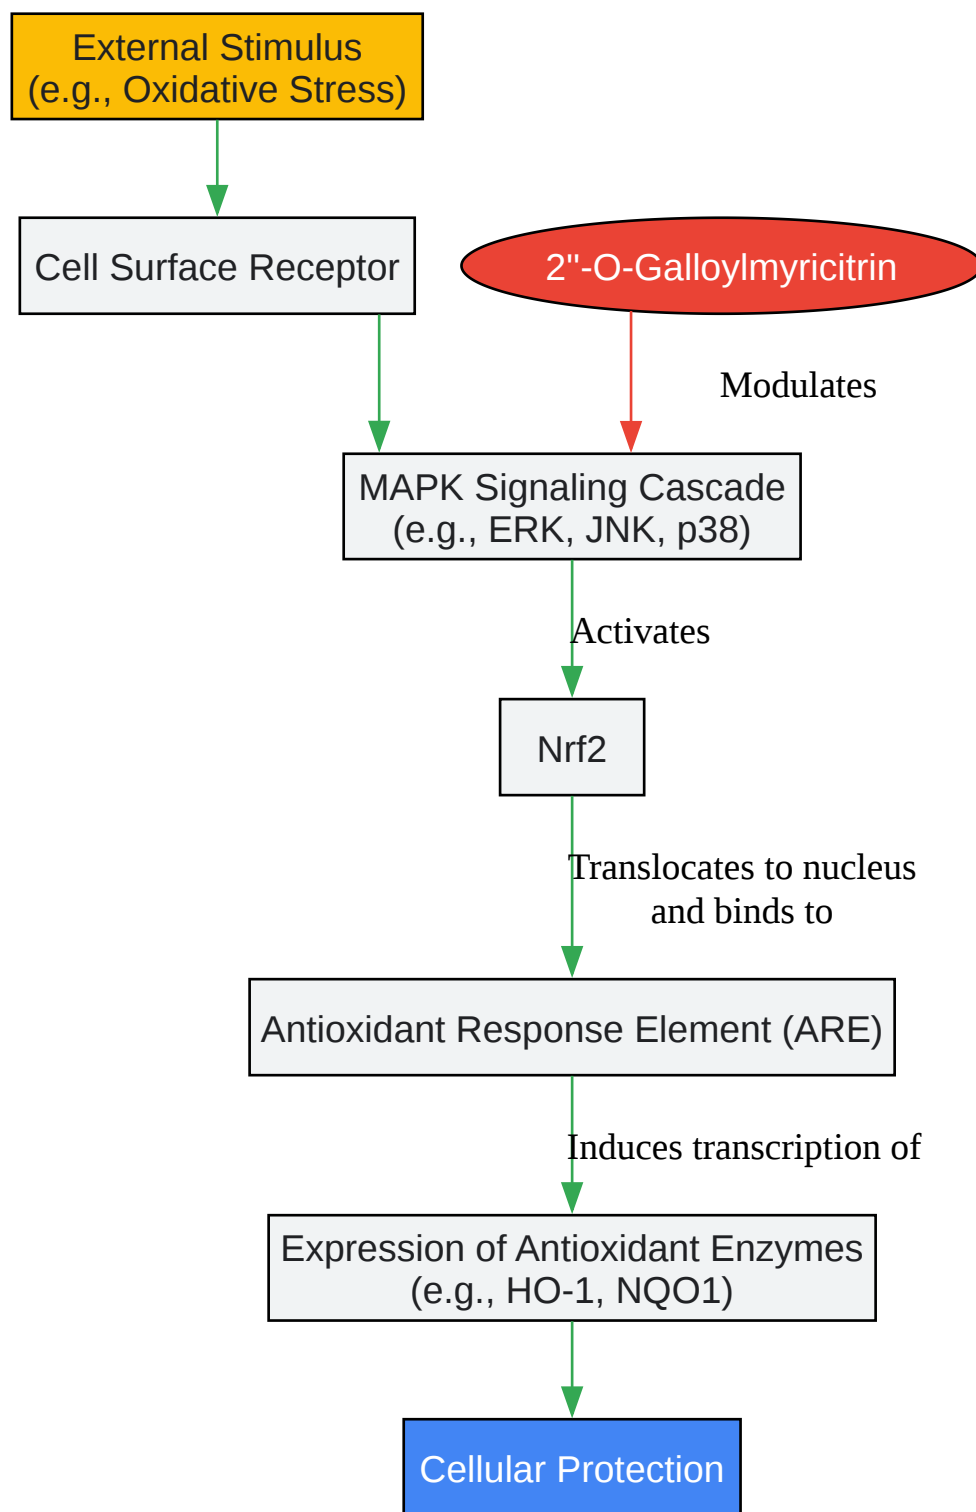 External Stimulus
(e.g., Oxidative Stress)
Cell Surface Receptor
2''-O-Galloylmyricitrin
Modulates
MAPK Signaling Cascade
(e.g., ERK, JNK, p38)
Activates
Nrf2
Translocates to nucleus
and binds to
Antioxidant Response Element (ARE)
Induces transcription of
Expression of Antioxidant Enzymes
(e.g., HO-1, NQO1)
Cellular Protection